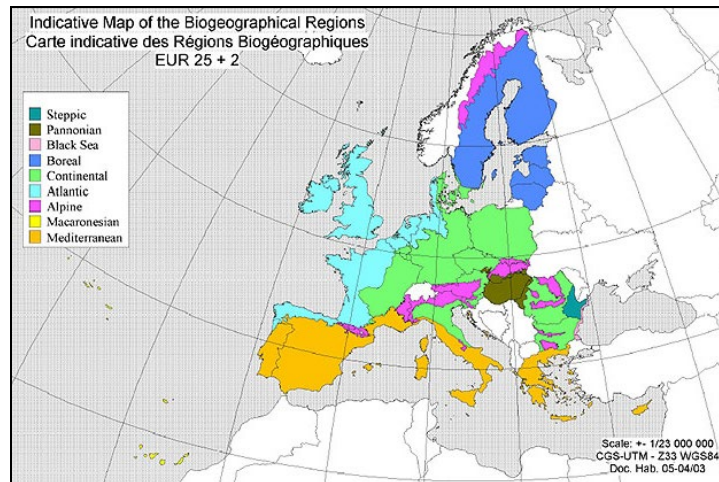 Indicative Map of the Biogeographical Regions
Carte indicative des Régions Biogéographiques
EUR 25 + 2
Steppic
Pannonian
Black Sea
Boreal
Continental
Atlantic
Alpine
Macaronesian
Mediterranean
Scale: +- 1/23 000 000
CGS-UTM - Z33 WGS84
Doc. Hab. 05-04/03